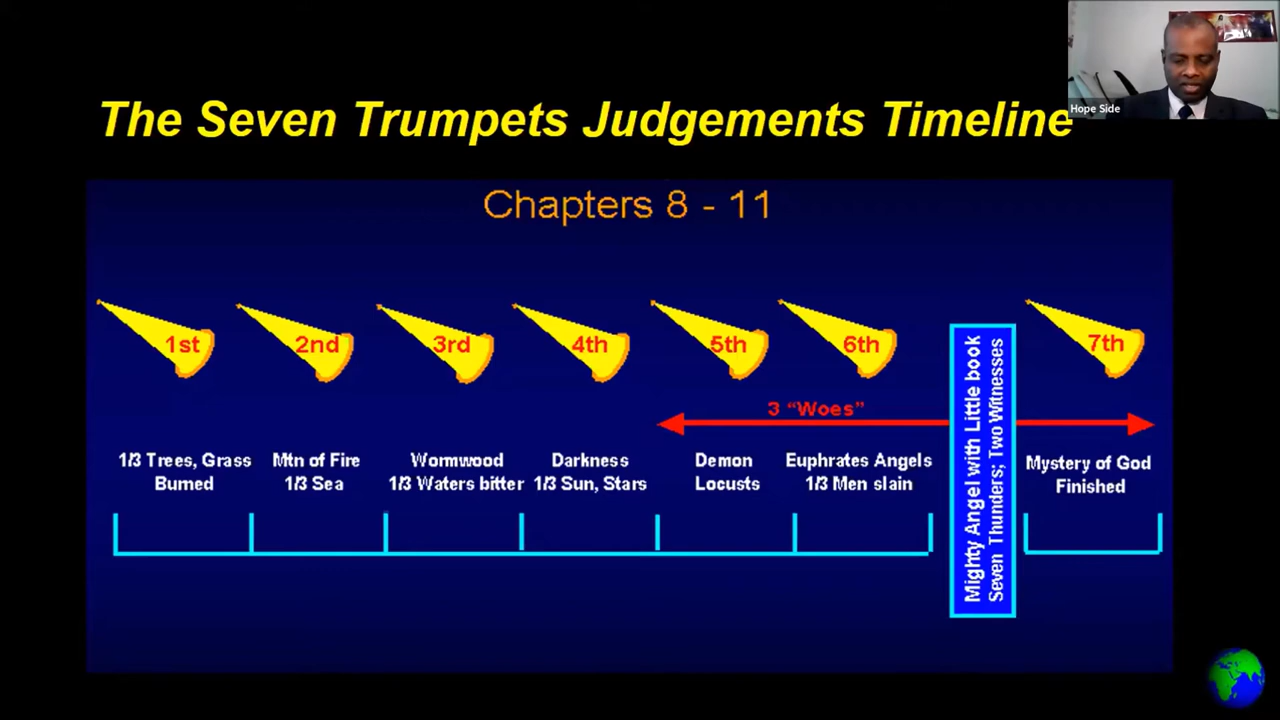 Hope Side
The Seven Trumpets Judgements Timeline
Chapters 8 - 11
1st
2nd
3rd
4th
5th
6th
7th
3 “Woes”
1/3 Trees, Grass
Burned
Mtn of Fire
1/3 Sea
Wormwood
1/3 Waters bitter
Darkness
1/3 Sun, Stars
Demon
Locusts
Euphrates Angels
1/3 Men slain
Mighty Angel with Little book
Seven Thunders; Two Witnesses
Mystery of God
Finished